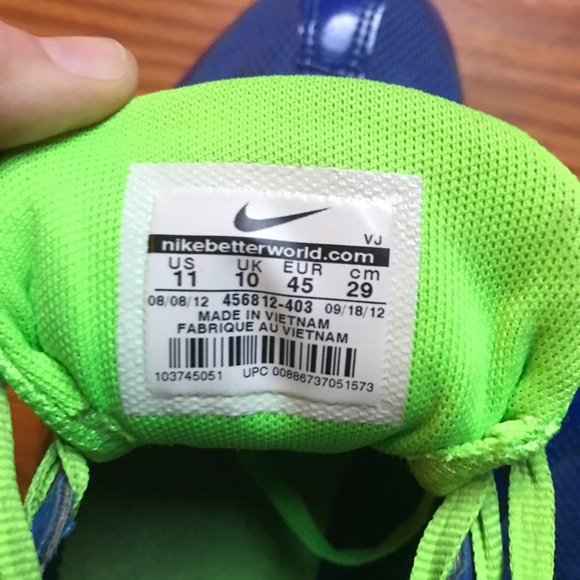 VJ
nikebetterworld.com
US UK EUR cm
11 10 45 29
08/08/12 456812-403 09/18/12
MADE IN VIETNAM
FABRIQUE AU VIETNAM
103745051 UPC 00886737051573